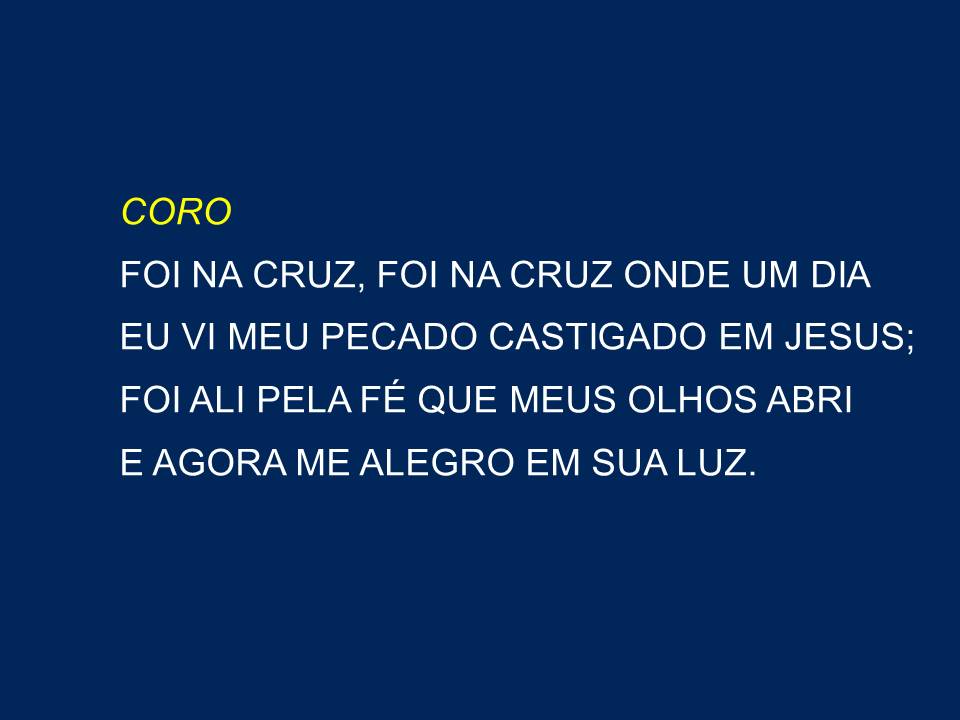 CORO
FOI NA CRUZ, FOI NA CRUZ ONDE UM DIA
EU VI MEU PECADO CASTIGADO EM JESUS;
FOI ALI PELA FÉ QUE MEUS OLHOS ABRI
E AGORA ME ALEGRO EM SUA LUZ.